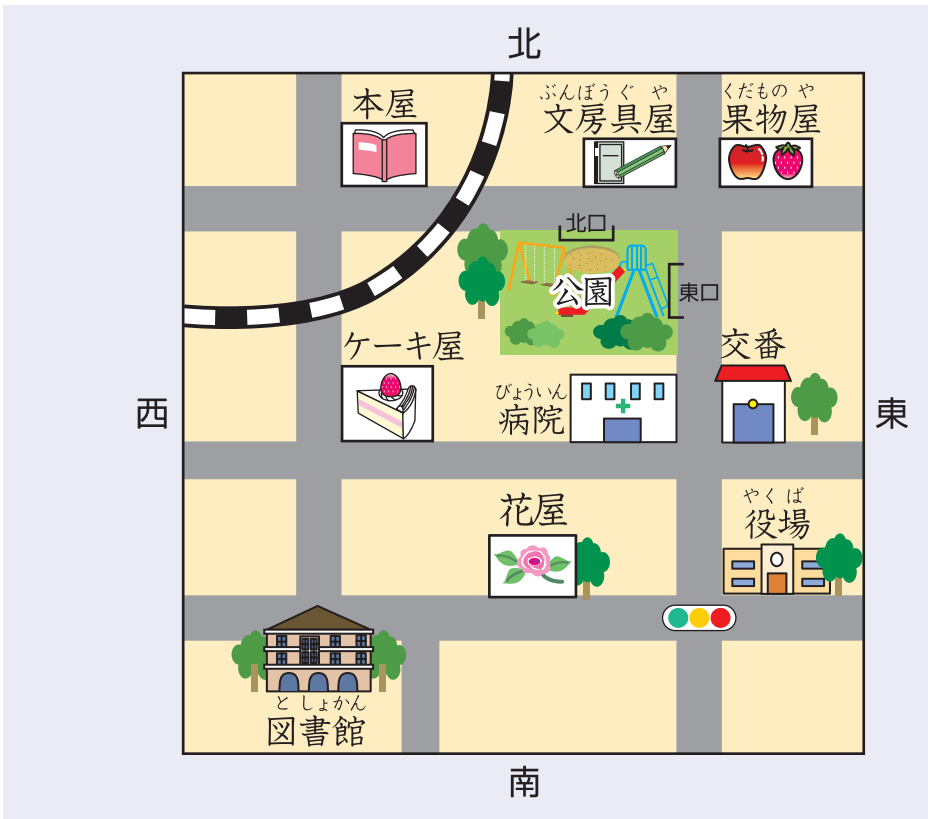 北
本屋
ぶんぼうぐや
文房具屋
くだものや
果物屋
北口
公園
東口
ケーキ屋
交番
西
びょういん
病院
東
花屋
やくば
役場
としょかん
図書館
南